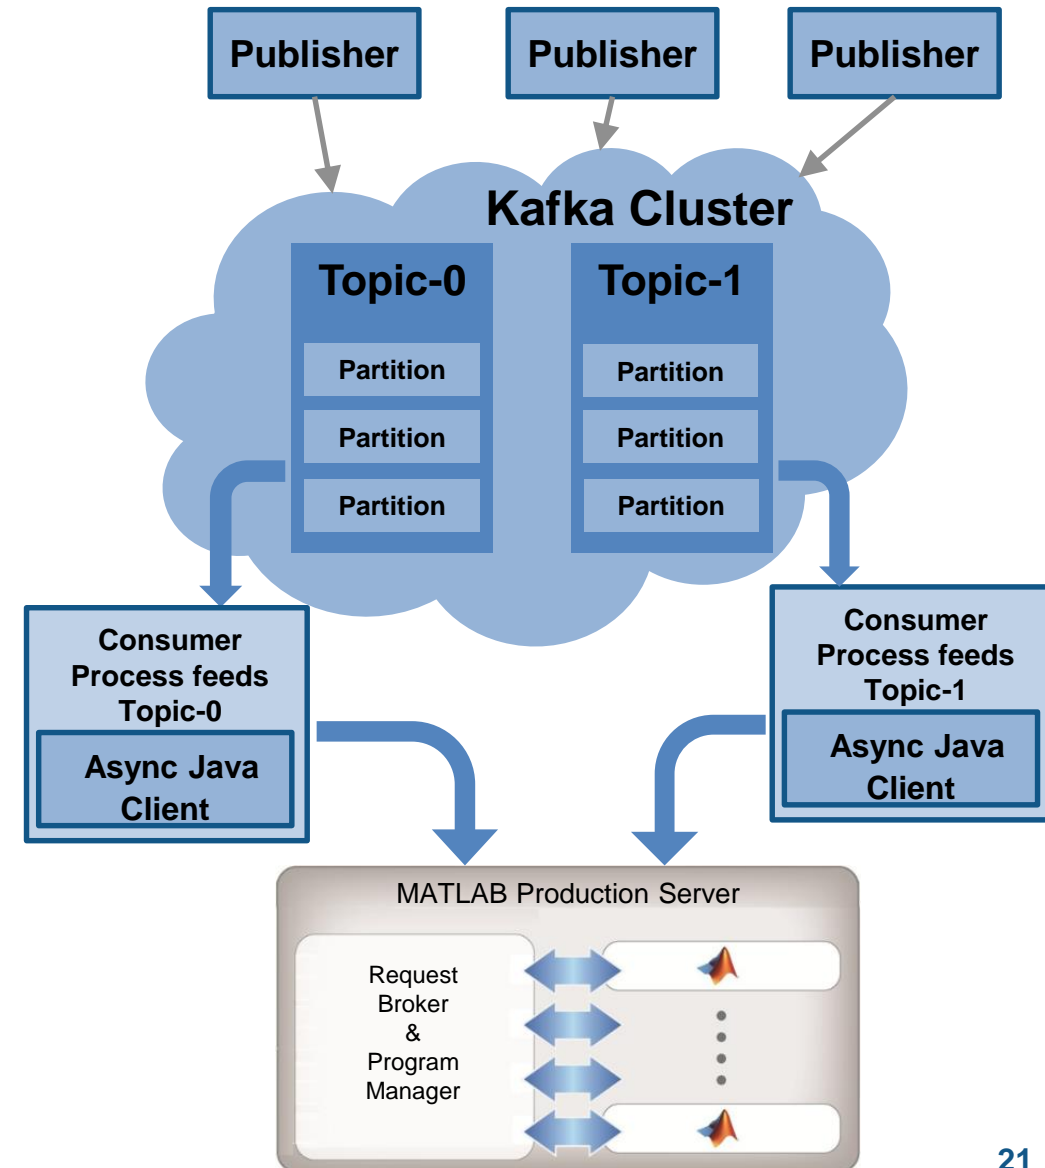 Publisher
Publisher
Publisher
Kafka Cluster
Topic-0
Partition
Partition
Partition
Topic-1
Partition
Partition
Partition
Consumer
Process feeds
Topic-0
Async Java
Client
Consumer
Process feeds
Topic-1
Async Java
Client
MATLAB Production Server
Request
Broker
&
Program
Manager
21